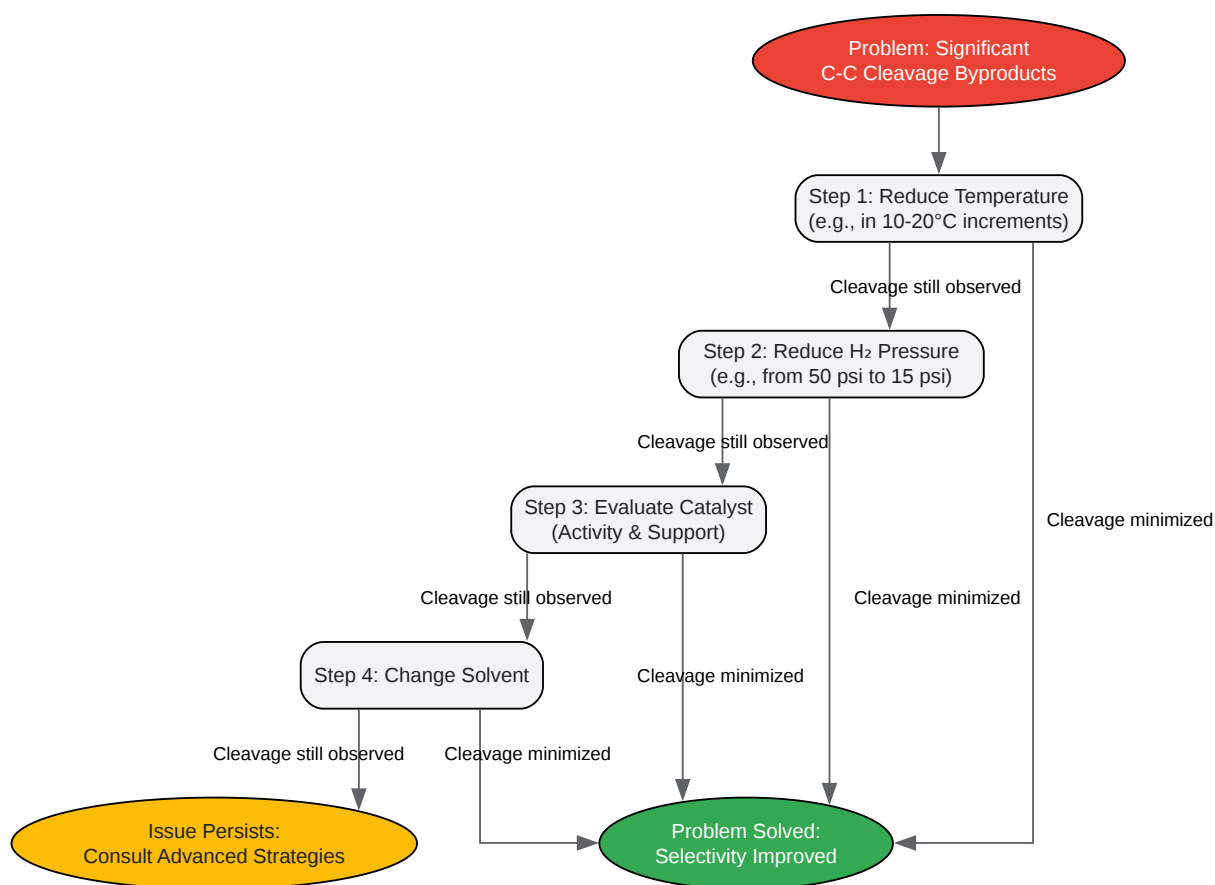 Problem: Significant
C-C Cleavage Byproducts
Step 1: Reduce Temperature
(e.g., in 10-20°C increments)
Cleavage still observed
Step 2: Reduce H₂ Pressure
(e.g., from 50 psi to 15 psi)
Cleavage still observed
Step 3: Evaluate Catalyst
(Activity & Support)
Cleavage minimized
Cleavage still observed
Cleavage minimized
Step 4: Change Solvent
Cleavage minimized
Cleavage still observed
Cleavage minimized
Issue Persists:
Consult Advanced Strategies
Problem Solved:
Selectivity Improved